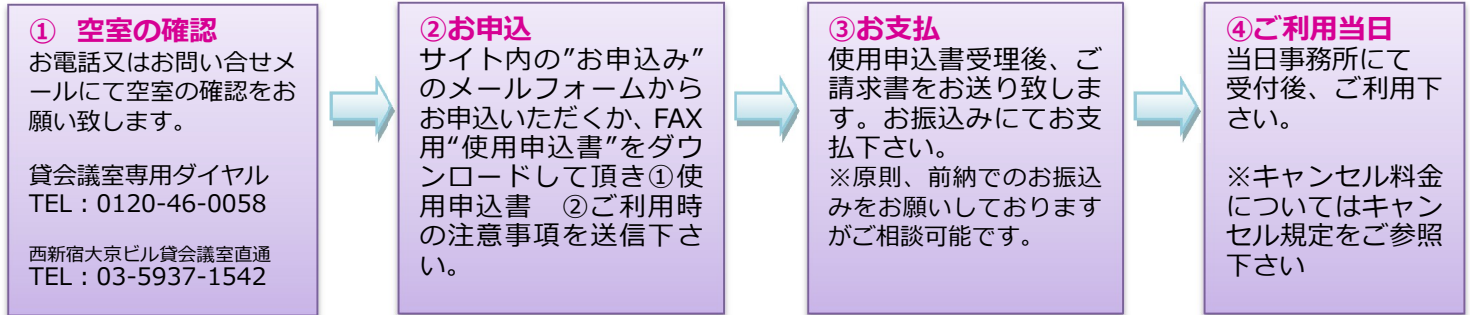 ① 空室の確認
お電話又はお問い合せメ
ールにて空室の確認をお
願い致します。
貸会議室専用ダイヤル
TEL：0120-46-0058
西新宿大京ビル貸会議室直通
TEL：03-5937-1542
②お申込
サイト内の”お申込み”
のメールフォームから
お申込いただくか、FAX
用“使用申込書”をダウ
ンロードして頂き①使
用申込書　②ご利用時
の注意事項を送信下さ
い。
③お支払
使用申込書受理後、ご
請求書をお送り致しま
す。お振込みにてお支
払下さい。
※原則、前納でのお振込
みをお願いしております
がご相談可能です。
④ご利用当日
当日事務所にて
受付後、ご利用下
さい。
※キャンセル料金
についてはキャン
セル規定をご参照
下さい